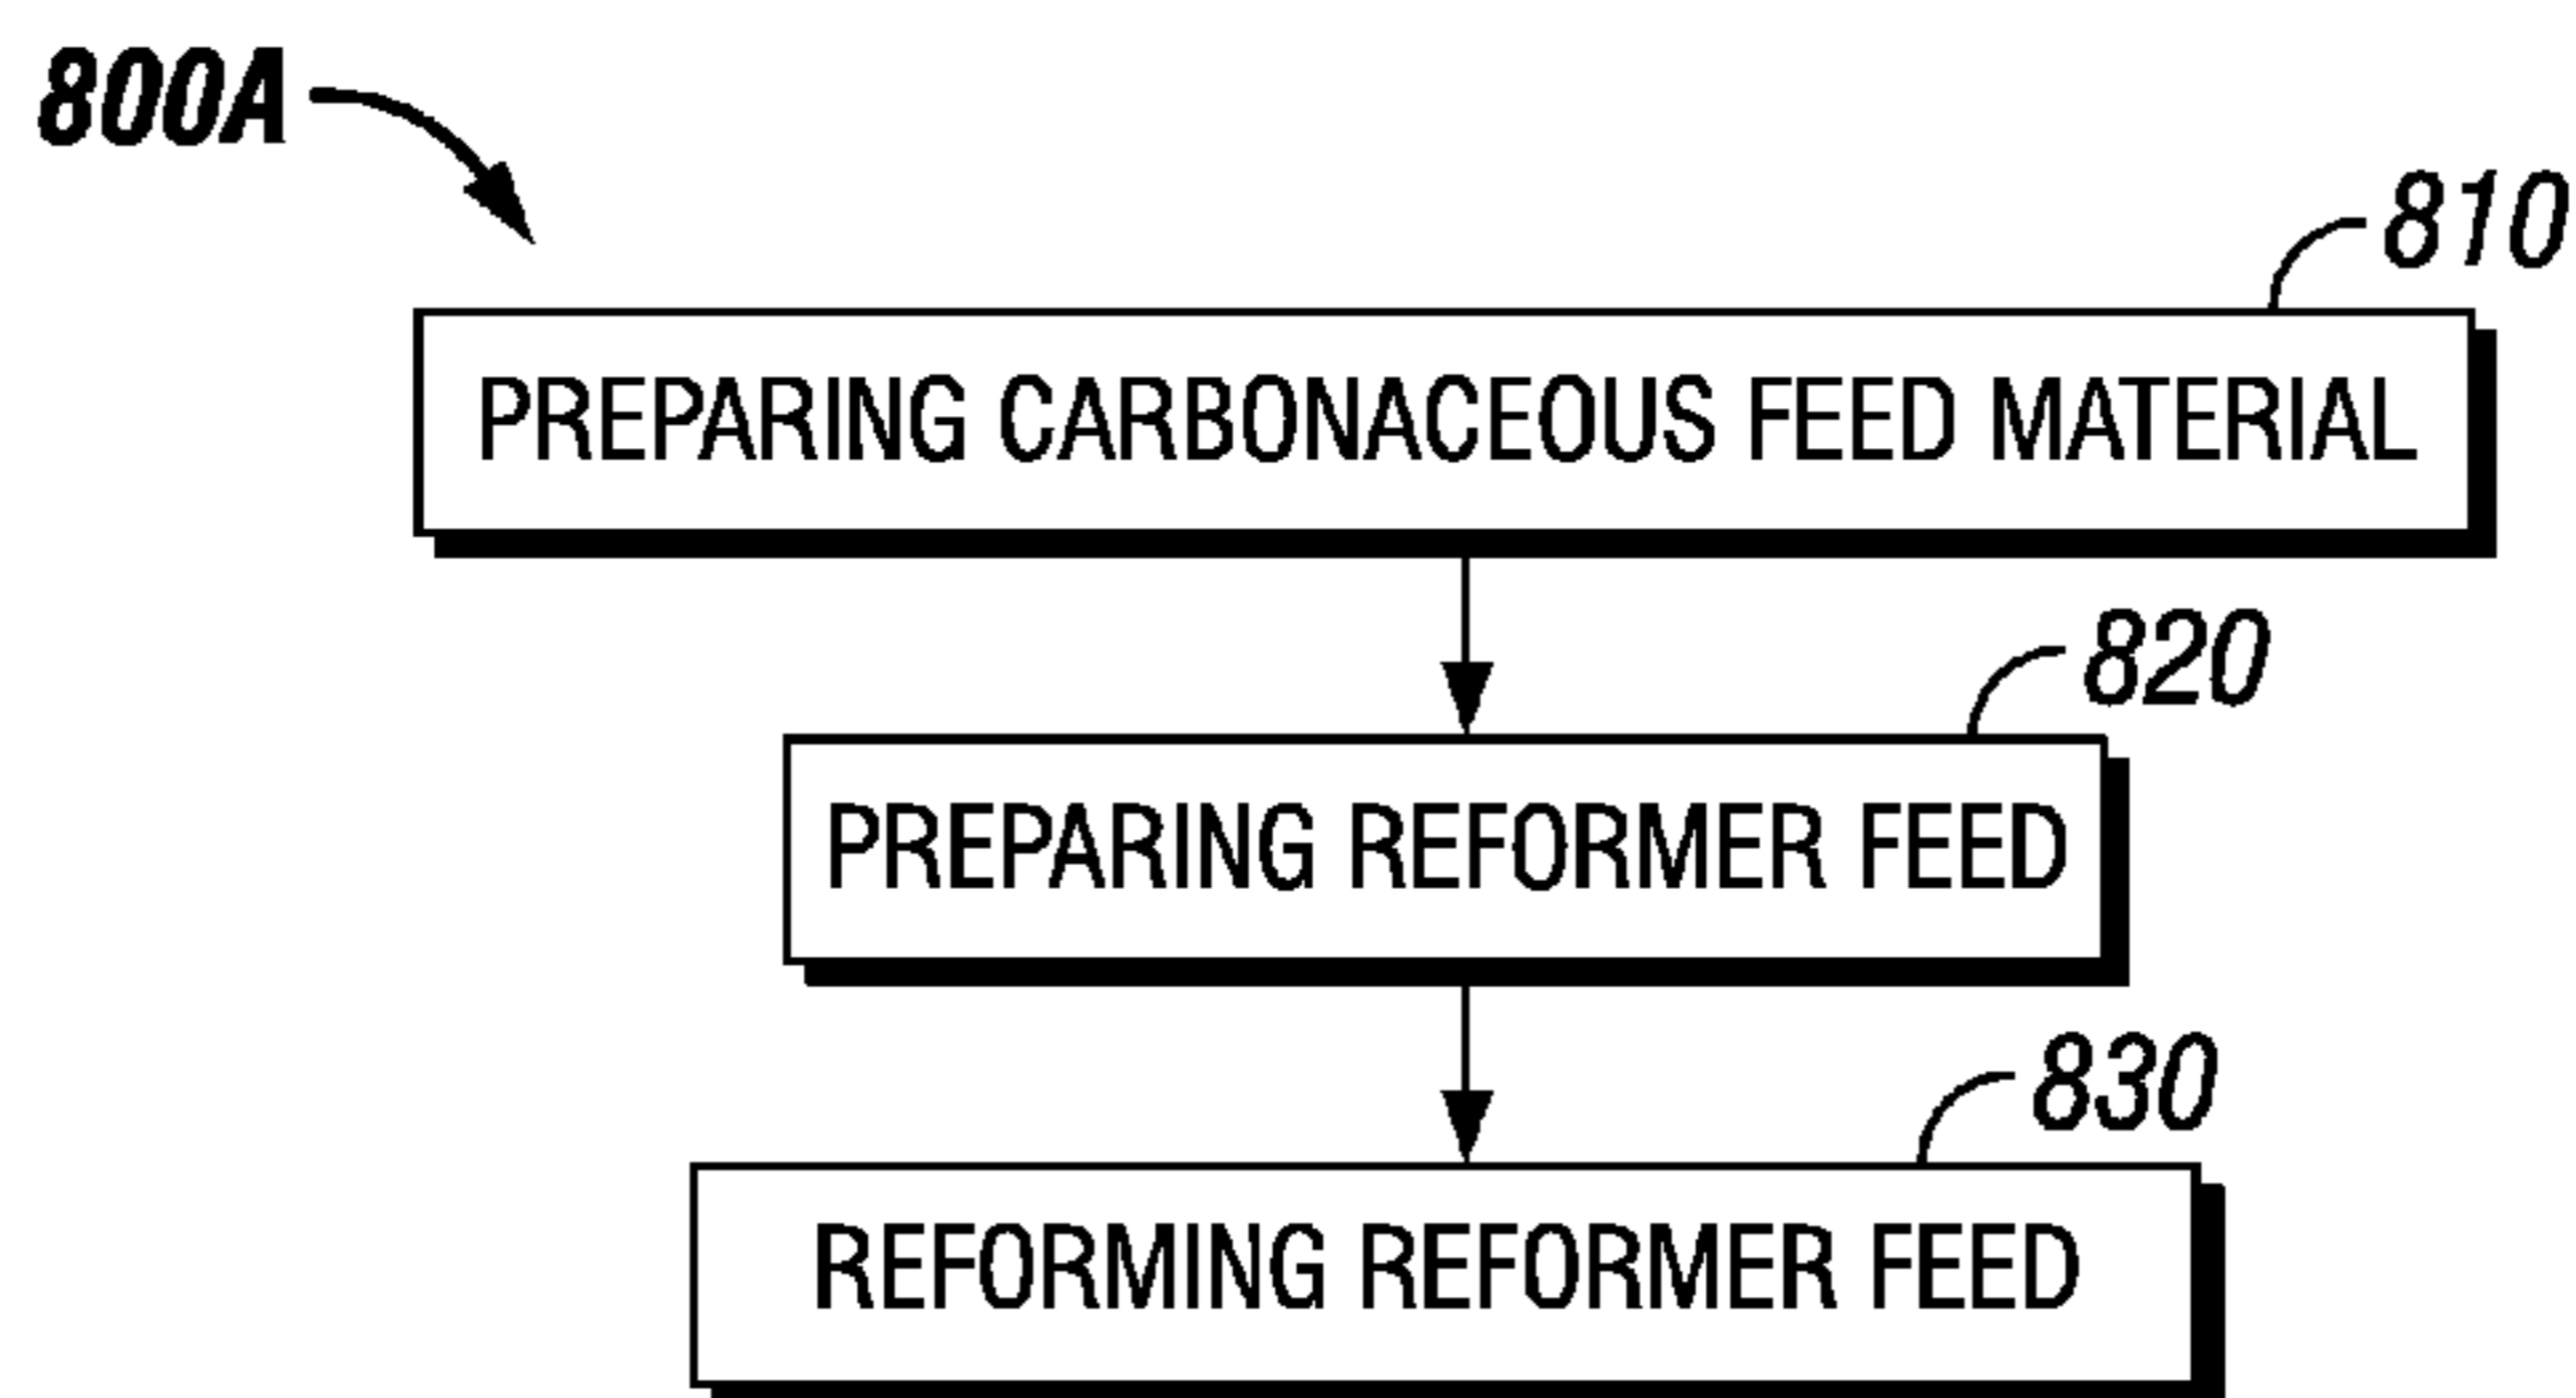 800A
810
PREPARING CARBONACEOUS FEED MATERIAL
820
PREPARING REFORMER FEED
830
REFORMING REFORMER FEED